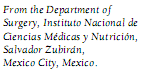 From the Department of
Surgery, Instituto Nacional de
Ciencias Médicas y Nutrición,
Salvador Zubirán,
Mexico City, Mexico.